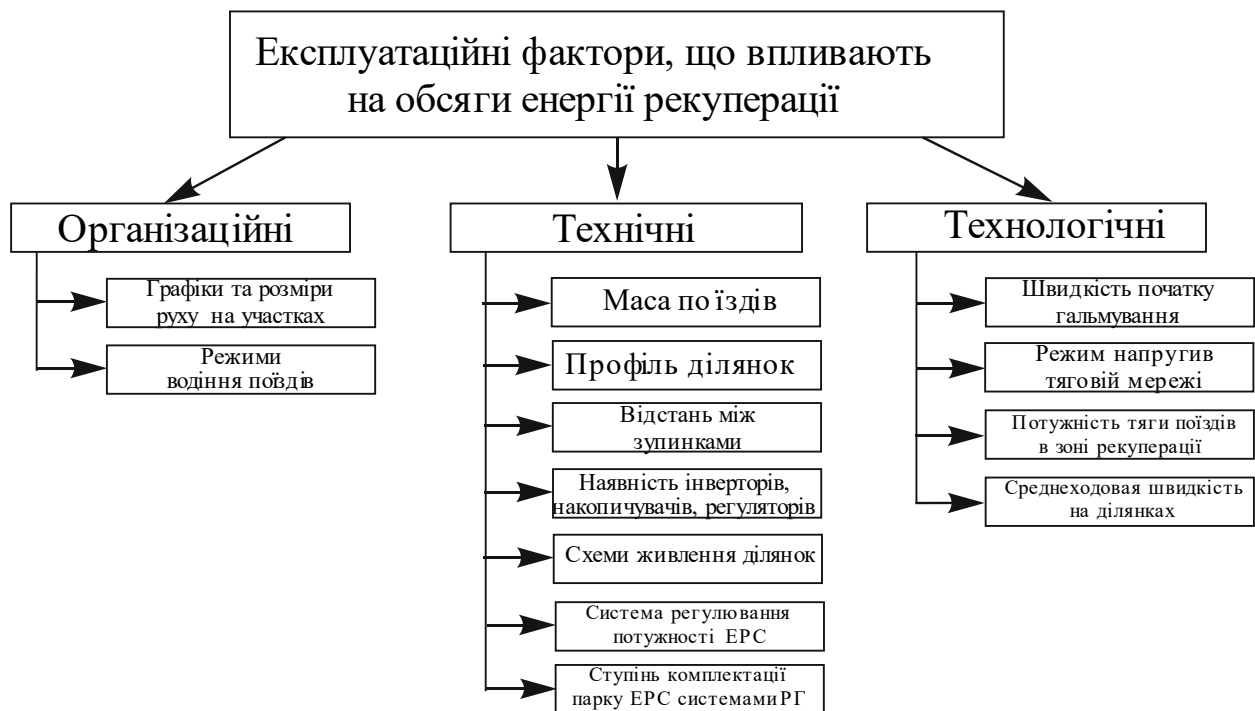 Експлуатаційні фактори, що впливають
на обсяги енергії рекуперації
Організаційні
Графіки та розміри
руху на участках
Режими
водіння поїздів
Технічні
Маса поїздів
Профіль ділянок
Відстань між
зупинками
Наявність інверторів,
накопичувачів, регуляторів
Схеми живлення ділянок
Система регулювання
потужності ЕРС
Ступінь комплектації
парку ЕРС системами РГ
Технологічні
Швидкість початку
гальмування
Режим напругив
тяговій мережі
Потужність тяги поїздів
в зоні рекуперації
Среднеходовая швидкість
на ділянках